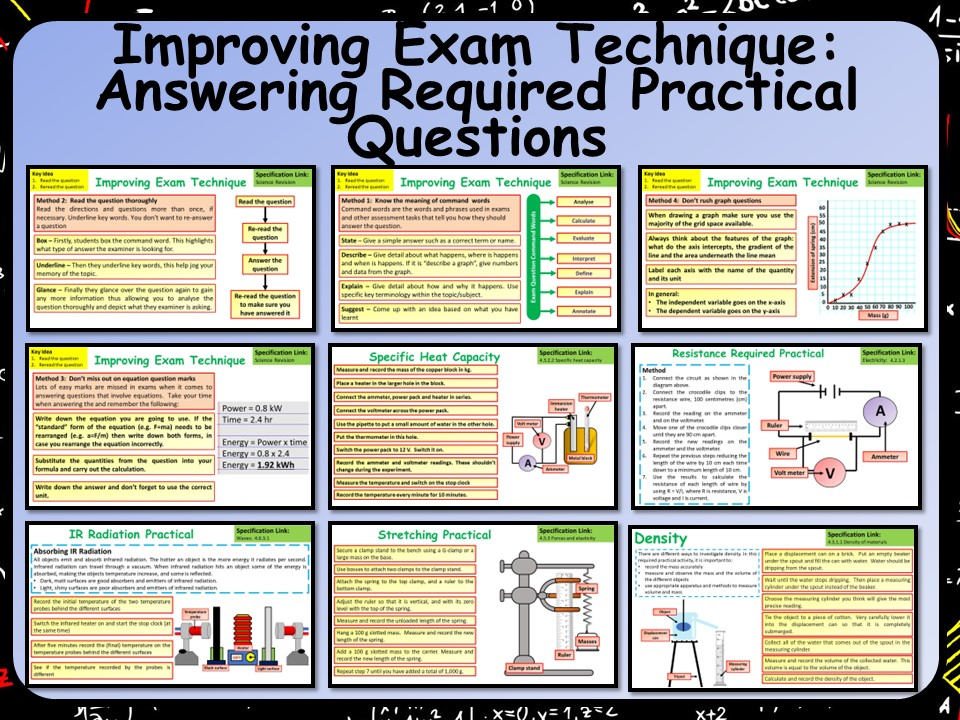 Improving Exam Technique:
Answering Required Practical
Questions
Key Idea
1. Read the question
2. Reread the question
Improving Exam Technique
Specification Link:
Science Revision
Method 2: Read the question thoroughly
Read the directions and questions more than once, if
necessary. Underline key words. You don't want to re-answer
a question
Box – Firstly, students box the command word. This highlights
what type of answer the examiner is looking for.
Underline – Then they underline key words, this help jog your
memory of the topic.
Glance – Finally they glance over the question again to gain
any more information thus allowing you to analyse the
question thoroughly and depict what they examiner is asking.
Read the question
Re-read the
question
Answer the
question
Re-read the question
to make sure you
have answered it
Key Idea
1. Read the question
2. Reread the question
Improving Exam Technique
Specification Link:
Science Revision
Method 1: Know the meaning of command words
Command words are the words and phrases used in exams
and other assessment tasks that tell you how they should
answer the question.
State – Give a simple answer such as a correct term or name.
Describe – Give detail about what happens, where is happens
and when is happens. If it is "describe a graph", give numbers
and data from the graph.
Explain – Give detail about how and why it happens. Use
specific key terminology within the topic/subject.
Suggest – Come up with an idea based on what you have
learnt
Exam Question Command Words
Analyse
Calculate
Evaluate
Interpret
Define
Explain
Annotate
Key Idea
1. Read the question
2. Reread the question
Improving Exam Technique
Specification Link:
Science Revision
Method 4: Don't rush graph questions
When drawing a graph make sure you use the
majority of the grid space available.
Always think about the features of the graph:
what do the axis intercepts, the gradient of the
line and the area underneath the line mean
Label each axis with the name of the quantity
and its unit
In general:
• The independent variable goes on the x-axis
• The dependent variable goes on the y-axis
Extension of spring (cm)
60
55
50
45
40
35
30
25
20
15
10
5
0
0 10 20 30 40 50 60 70 80 90 100
Mass (g)
Key Idea
1. Read the question
2. Reread the question
Improving Exam Technique
Specification Link:
Science Revision
Method 3: Don't miss out on equation question marks
Lots of easy marks are missed in exams when it comes to
answering questions that involve equations. Take your time
when answering the and remember the following:
Write down the equation you are going to use. If the
"standard" form of the equation (e.g. F=ma) needs to be
rearranged (e.g. a=F/m) then write down both forms, in
case you rearrange the equation incorrectly.
Substitute the quantities from the question into your
formula and carry out the calculation.
Write down the answer and don't forget to use the correct
unit.
Power = 0.8 kW
Time = 2.4 hr
Energy = Power x time
Energy = 0.8 x 2.4
Energy = 1.92 kWh
Specific Heat Capacity
Specification Link:
4.3.2.2 Specific heat capacity
Measure and record the mass of the copper block in kg.
Place a heater in the larger hole in the block.
Connect the ammeter, power pack and heater in series.
Connect the voltmeter across the power pack.
Use the pipette to put a small amount of water in the other hole.
Put the thermometer in this hole.
Switch the power pack to 12 V. Switch it on.
Record the ammeter and voltmeter readings. These shouldn't
change during the experiment.
Measure the temperature and switch on the stop clock
Record the temperature every minute for 10 minutes.
Thermometer
Immersion
heater
Volt meter
Power
supply
V
A
Ammeter
Metal block
Resistance Required Practical
Specification Link:
Electricity: 4.2.1.3
Method
1. Connect the circuit as shown in the
diagram above.
2. Connect the crocodile clips to the
resistance wire, 100 centimetres (cm)
apart.
3. Record the reading on the ammeter
and on the voltmeter.
4. Move one of the crocodile clips closer
until they are 90 cm apart.
5. Record the new readings on the
ammeter and the voltmeter.
6. Repeat the previous steps reducing the
length of the wire by 10 cm each time
down to a minimum length of 10 cm.
7. Use the results to calculate the
resistance of each length of wire by
using R = V/I, where R is resistance, V is
voltage and I is current.
Power supply
Ruler
A
Wire
Ammeter
Volt meter
V
IR Radiation Practical
Specification Link:
Waves: 4.6.3.1
Absorbing IR Radiation
All objects emit and absorb infrared radiation. The hotter an object is the more energy it radiates per second.
Infrared radiation can travel through a vacuum. When infrared radiation hits an object some of the energy is
absorbed, making the objects temperature increase, and some is reflected.
• Dark, matt surfaces are good absorbers and emitters of infrared radiation.
• Light, shiny surfaces are poor absorbers and emitters of infrared radiation.
Record the initial temperature of the two temperature
probes behind the different surfaces
Switch the infrared heater on and start the stop clock (at
the same time)
After five minutes record the (final) temperature on the
temperature probes behind the different surfaces
See if the temperature recorded by the probes is
different
Temperature
probe
Heater
Black surface
Light surface
Stretching Practical
Specification Link:
4.5.3 Forces and elasticity
Secure a clamp stand to the bench using a G-clamp or a
large mass on the base.
Use bosses to attach two clamps to the clamp stand.
Attach the spring to the top clamp, and a ruler to the
bottom clamp.
Adjust the ruler so that it is vertical, and with its zero
level with the top of the spring.
Measure and record the unloaded length of the spring.
Hang a 100 g slotted mass. Measure and record the new
length of the spring.
Add a 100 g slotted mass to the carrier. Measure and
record the new length of the spring.
Repeat step 7 until you have added a total of 1,000 g.
Spring
Masses
Ruler
Clamp stand
Density
Specification Link:
4.3.1.1 Density of materials
There are different ways to investigate density. In this
required practical activity, it is important to:
• record the mass accurately
• measure and observe the mass and the volume of
the different objects
• use appropriate apparatus and methods to measure
volume and mass
Object
Displacement
can
Measuring
cylinder
Tripod
Place a displacement can on a brick. Put an empty beaker
under the spout and fill the can with water. Water should be
dripping from the spout.
Wait until the water stops dripping. Then place a measuring
cylinder under the spout instead of the beaker.
Choose the measuring cylinder you think will give the most
precise reading.
Tie the object to a piece of cotton. Very carefully lower it
into the displacement can so that it is completely
submerged.
Collect all of the water that comes out of the spout in the
measuring cylinder.
Measure and record the volume of the collected water. This
volume is equal to the volume of the object.
Calculate and record the density of the object.